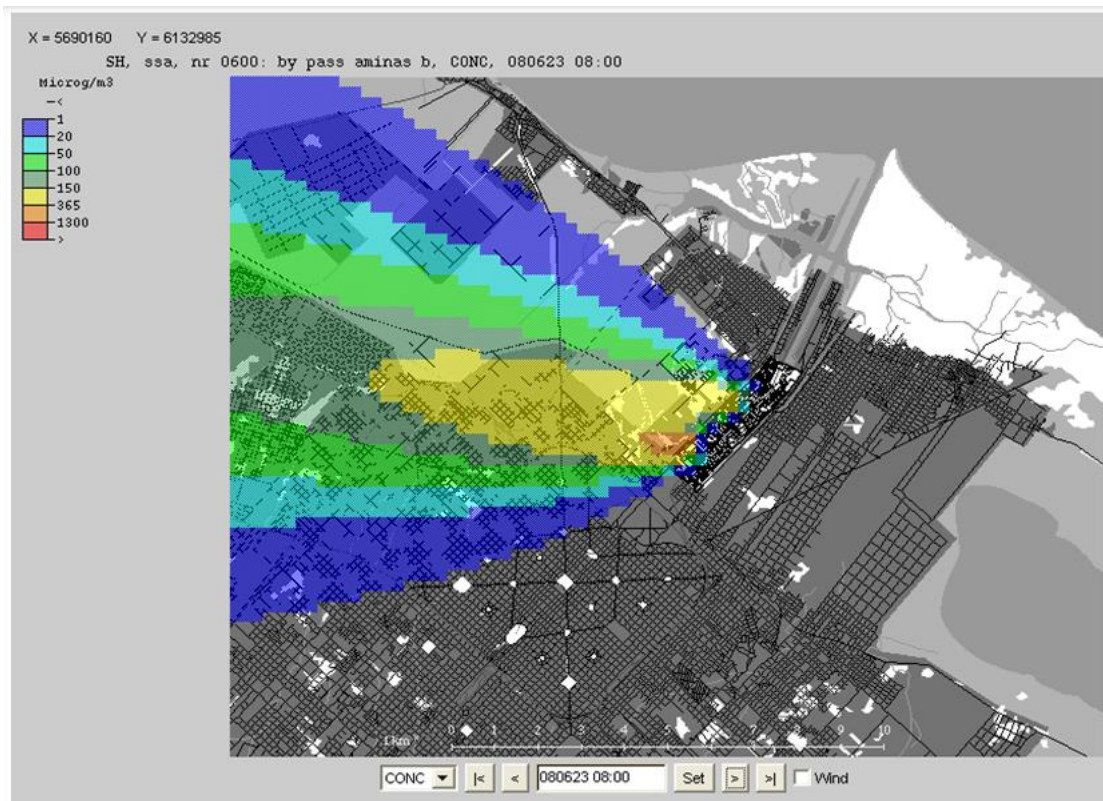 X = 5690160 Y = 6132985
SH, ssa, nr 0600: by pass aminas b, CONC, 080623 08:00
Microg/m3
-<
1
20
50
100
150
365
1300
>
1km
0 1 2 3 4 5 6 7 8 9 10
CONC |< < 080623 08:00 Set > >| Wind